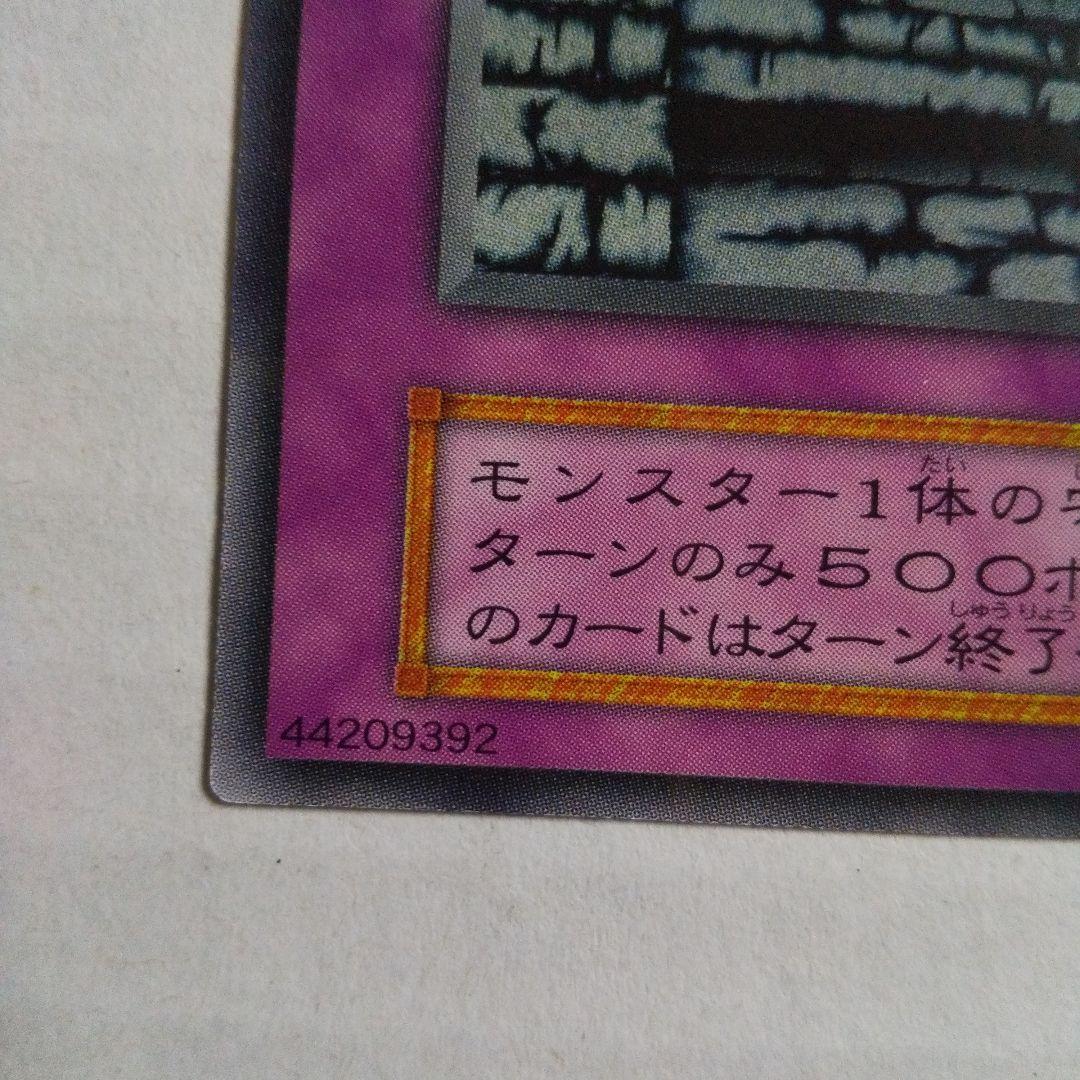 モンスター1体の
ターンのみ500ポ
のカードはターン終了
44209392